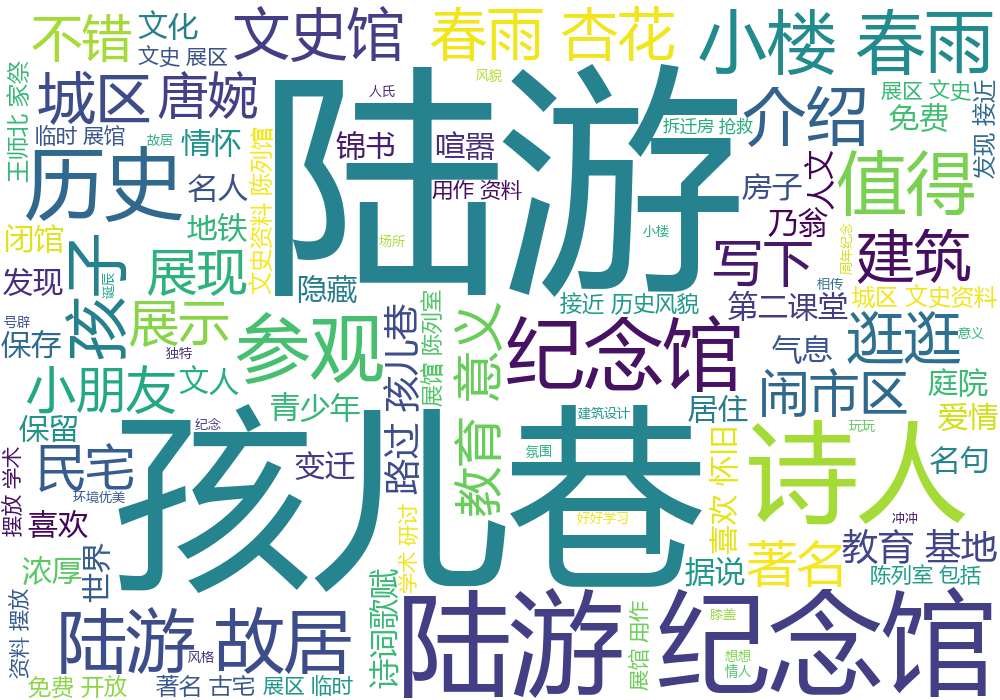 不错
文化
文史 展区
文史馆
春雨 杏花
小楼 春雨
王师北 家祭
城区
唐婉
陆游
风貌
人氏
介绍
展区 文史
免费
发现 接近
临时 展馆
故居
情怀
锦书
喧嚣
拆迁房 抢救
历史
名人
文史资料 陈列馆
用作 资料
房子
人文
值得
地铁
乃翁
闭馆
孩子
展现
场所
小楼
写下
周年纪念
建筑
发现
诞辰
隐藏
接近 历史风貌
第二课堂
相传
城区 文史资料
号辟
保存
展示
参观
孩儿巷
展馆 陈列室
意义
纪念馆
气息
逛逛
意义
独特
小朋友
文人
青少年
路过 孩儿巷
居住
闹市区
庭院
爱情
保留
纪念
建筑设计
玩玩
孩儿巷
教育
诗人
摆放 学术
民宅
变迁
氛围
喜欢 怀旧
名句
环境优美
喜欢
学术 研讨
好好学习
冲冲
浓厚
世界
据说
著名
教育 基地
陈列室 包括
资料 摆放
陆游 故居
诗词歌赋
陆游 纪念馆
展馆 用作
膝盖
风格
想想
情人
免费 开放
著名 古宅
展区 临时